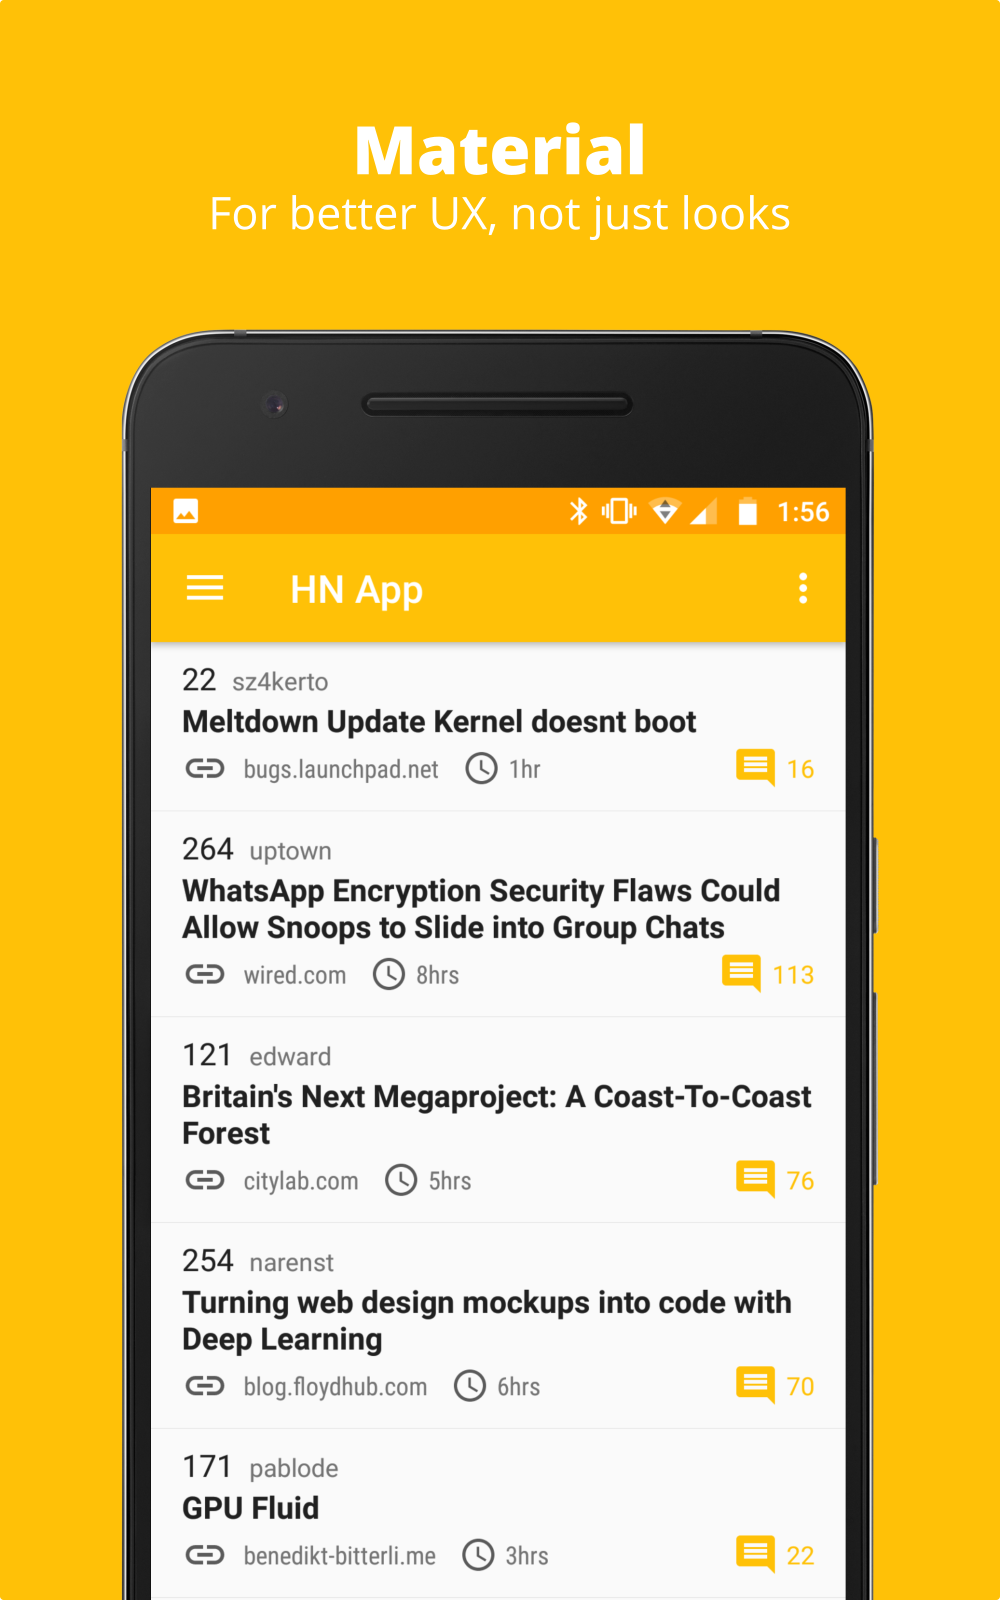 Material
For better UX, not just looks
1:56
HN App
22 sz4kerto
Meltdown Update Kernel doesnt boot
bugs.launchpad.net 1hr 16
264 uptown
WhatsApp Encryption Security Flaws Could
Allow Snoops to Slide into Group Chats
wired.com 8hrs 113
121 edward
Britain's Next Megaproject: A Coast-To-Coast
Forest
citylab.com 5hrs 76
254 narenst
Turning web design mockups into code with
Deep Learning
blog.floydhub.com 6hrs 70
171 pablode
GPU Fluid
benedikt-bitterli.me 3hrs 22